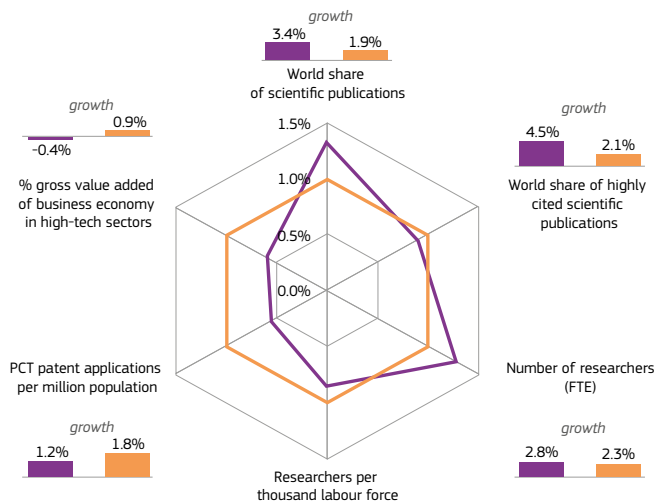 growth
3.4%
1.9%
World share
of scientific publications
growth
0.9%
-0.4%
% gross value added
of business economy
in high-tech sectors
growth
4.5%
2.1%
World share of highly
cited scientific
publications
1.5%
1.0%
0.5%
0.0%
PCT patent applications
per million population
growth
1.2%
1.8%
Number of researchers
(FTE)
growth
2.8%
2.3%
Researchers per
thousand labour force